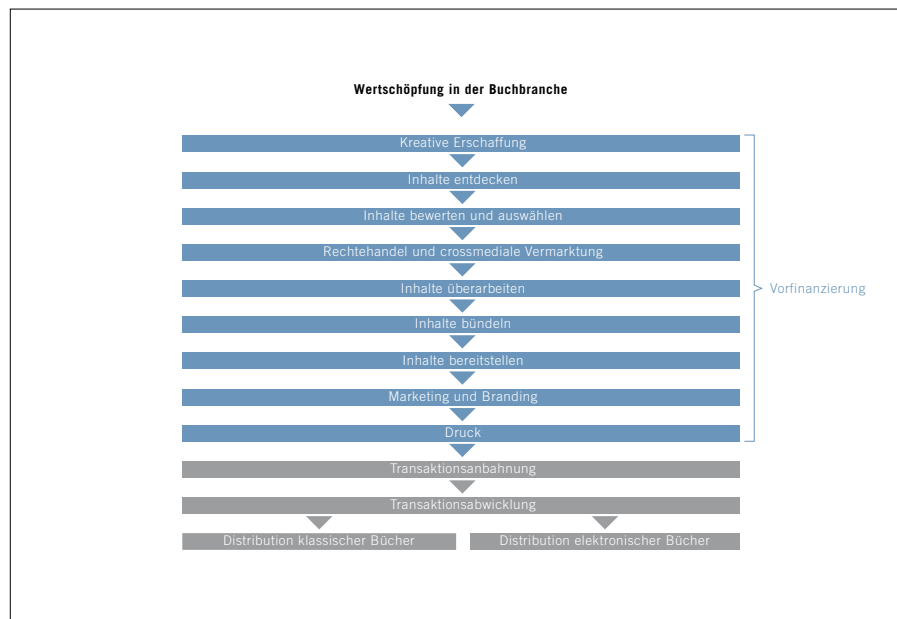 Wertschöpfung in der Buchbranche
Kreative Erschaffung
Inhalte entdecken
Inhalte bewerten und auswählen
Rechtehandel und crossmediale Vermarktung
Inhalte überarbeiten
Vorfinanzierung
Inhalte bündeln
Inhalte bereitstellen
Marketing und Branding
Druck
Transaktionsanbahnung
Transaktionsabwicklung
Distribution klassischer Bücher
Distribution elektronischer Bücher